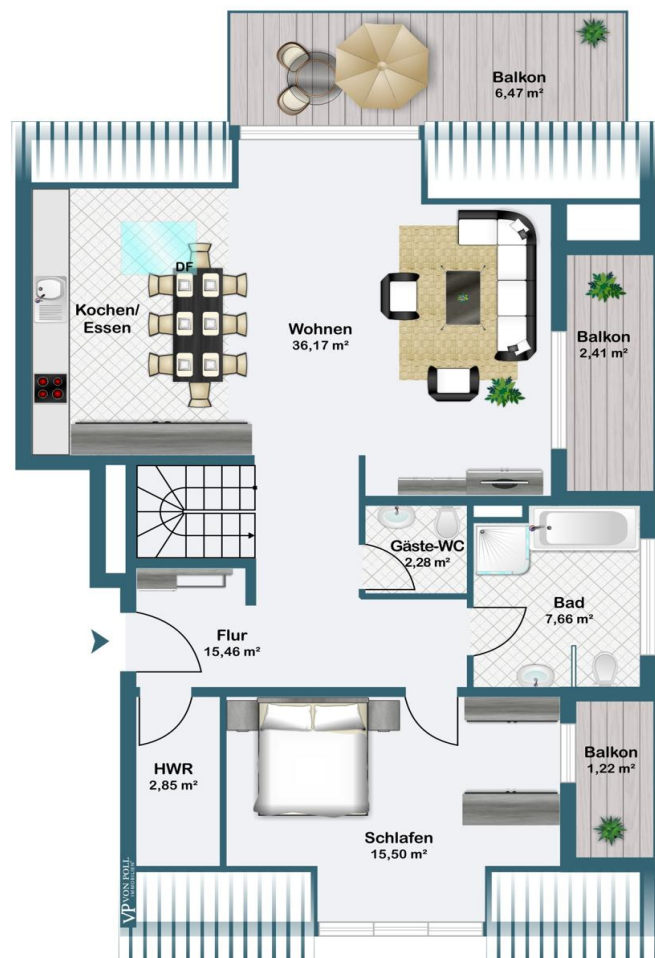 Balkon
6,47 m²
DF
Kochen/
Essen
Wohnen
36,17 m²
Balkon
2,41 m²
Gäste-WC
2,28 m²
Bad
7,66 m²
Flur
15,46 m²
HWR
2,85 m²
Balkon
1,22 m²
Schlafen
15,50 m²
VP VON POLL
IMMOBILIEN